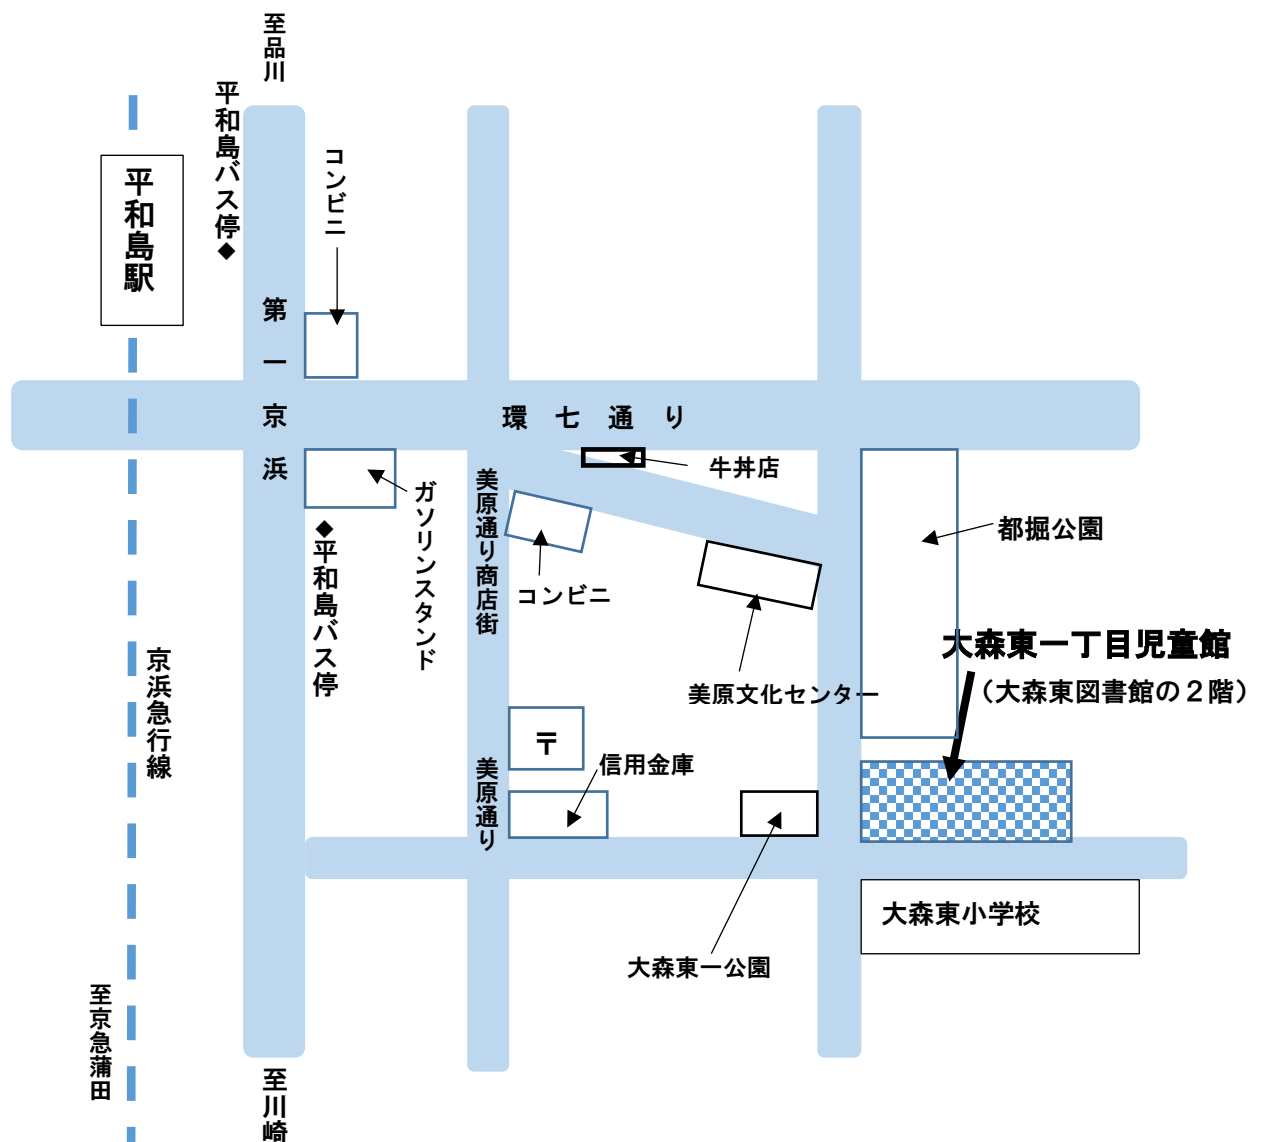 至品川
平和島バス停◆
コンビニ
平和島駅
第一京浜
環七通り
牛丼店
美原通り商店街
ガソリンスタンド
◆平和島バス停
コンビニ
都掘公園
大森東一丁目児童館
（大森東図書館の２階）
美原文化センター
京浜急行線
〒
信用金庫
美原通り
大森東小学校
大森東一公園
至京急蒲田
至川崎